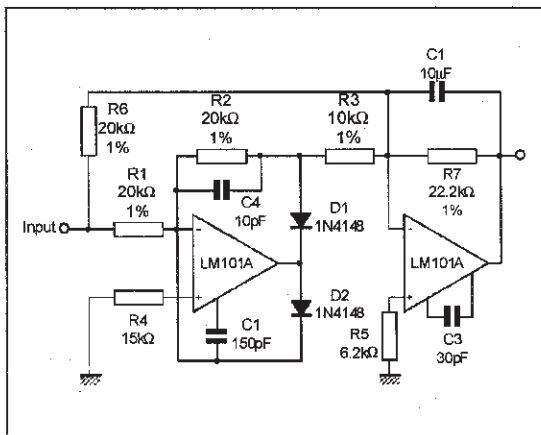 C1
10µF
R6
20kΩ
1%
R2
20kΩ
1%
R3
10kΩ
1%
R1
20kΩ
1%
C4
10pF
R7
22.2kΩ
1%
Input
D1
1N4148
-
LM101A
+
-
LM101A
+
D2
1N4148
R4
15kΩ
C1
150pF
R5
6.2kΩ
C3
30pF